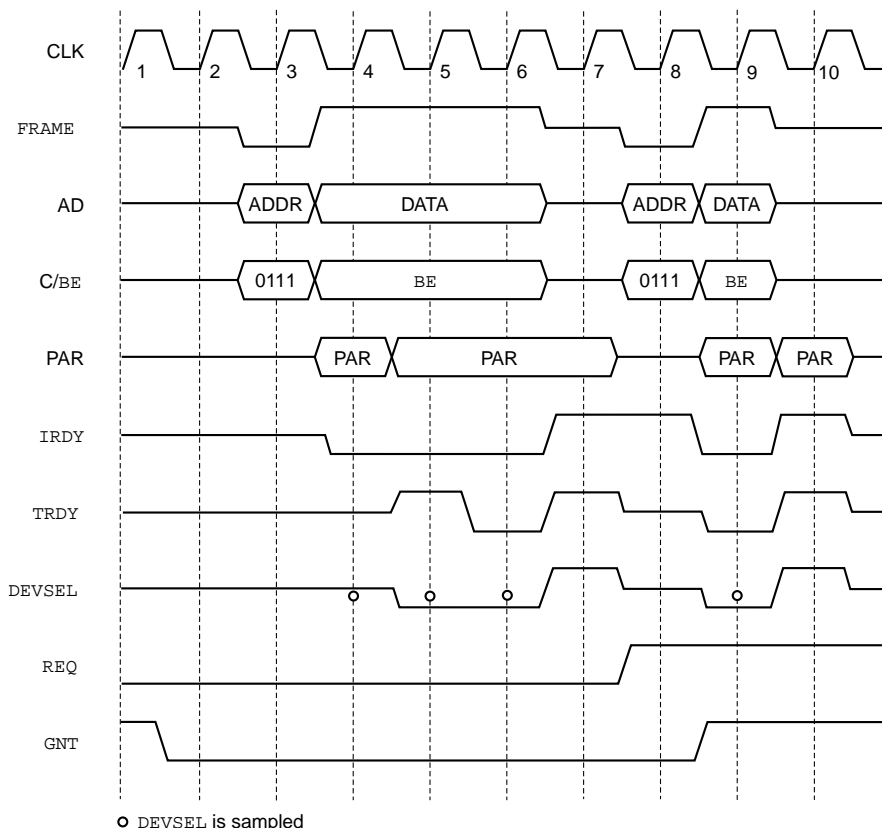 CLK
1 2 3 4 5 6 7 8 9 10
FRAME
AD ADDR DATA ADDR DATA
C/BE 0111 BE 0111 BE
PAR PAR PAR PAR PAR
IRDY
TRDY
DEVSEL
REQ
GNT
DEVSEL is sampled